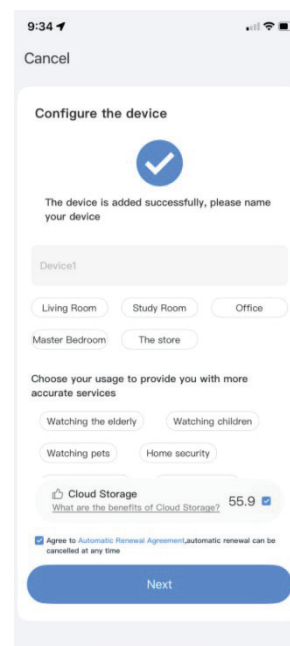 9:34
Cancel
Configure the device
The device is added successfully, please name
your device
Device1
Living Room Study Room Office
Master Bedroom The store
Choose your usage to provide you with more
accurate services
Watching the elderly Watching children
Watching pets Home security
Cloud Storage
What are the benefits of Cloud Storage? 55.9
Agree to Automatic Renewal Agreement,automatic renewal can be
cancelled at any time
Next